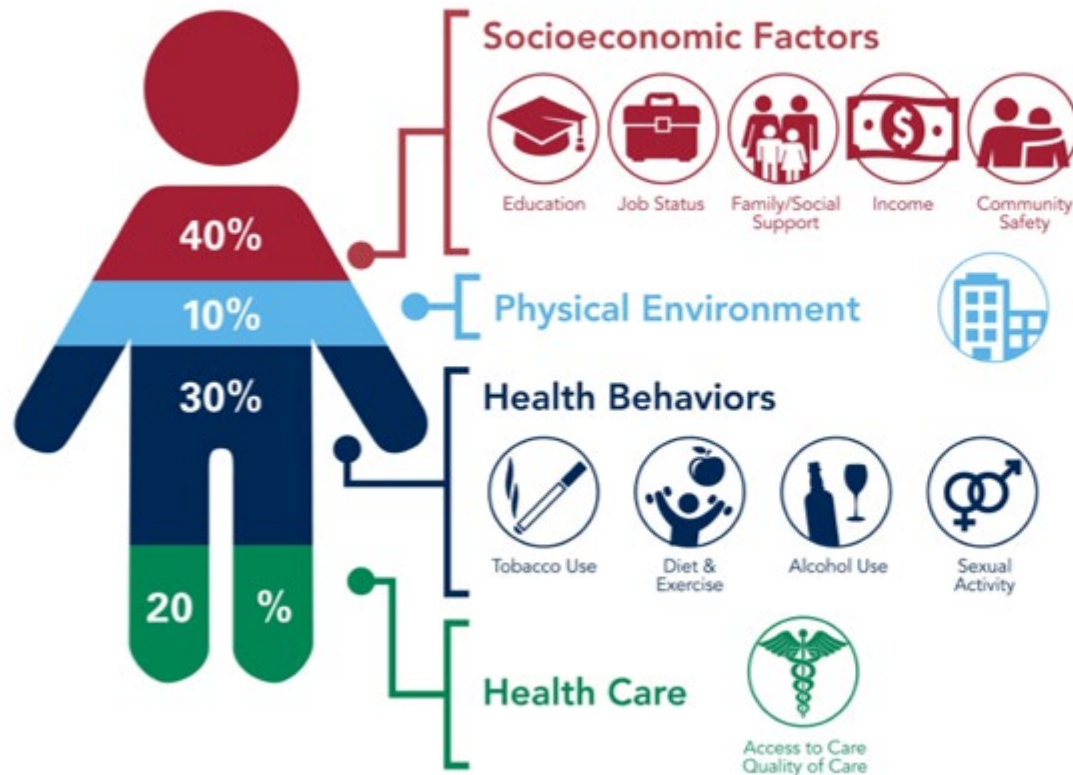 Socioeconomic Factors
Education
Job Status
Family/Social
Support
Income
Community
Safety
40%
10%
Physical Environment
30%
Health Behaviors
Tobacco Use
Diet &
Exercise
Alcohol Use
Sexual
Activity
20 %
Health Care
Access to Care
Quality of Care
$